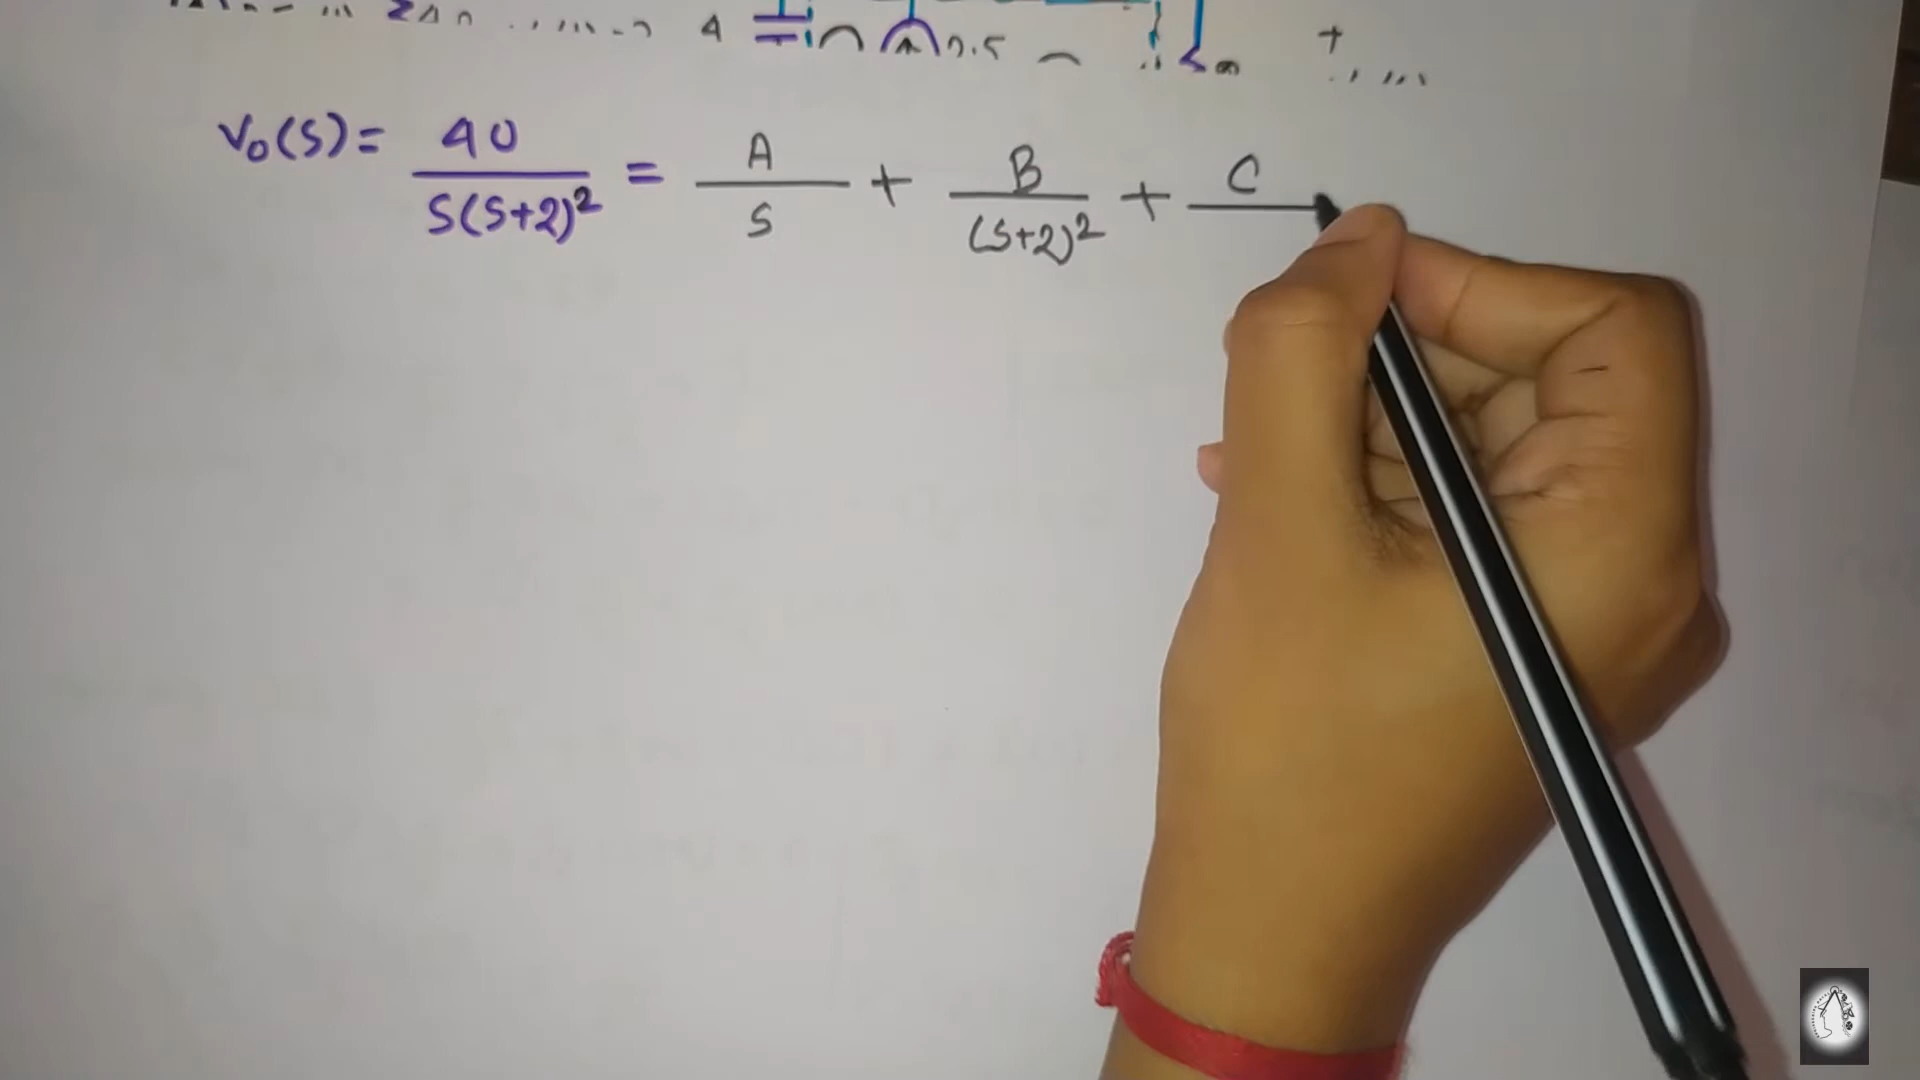 V₀(S) = 40 / S(S+2)² = A / S + B / (S+2)² + C /